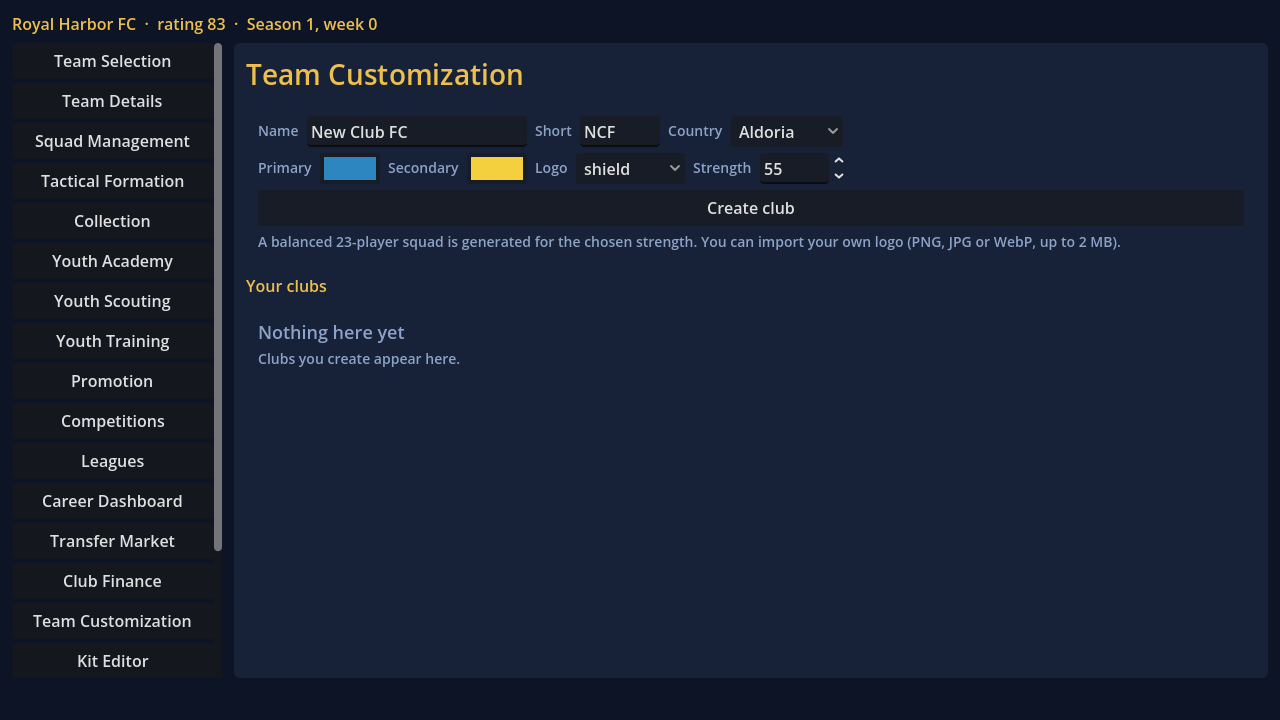 Royal Harbor FC · rating 83 · Season 1, week 0
Team Selection
Team Details
Squad Management
Tactical Formation
Collection
Youth Academy
Youth Scouting
Youth Training
Promotion
Competitions
Leagues
Career Dashboard
Transfer Market
Club Finance
Team Customization
Kit Editor
Team Customization
Name New Club FC Short NCF Country Aldoria
Primary Secondary Logo shield Strength 55
Create club
A balanced 23-player squad is generated for the chosen strength. You can import your own logo (PNG, JPG or WebP, up to 2 MB).
Your clubs
Nothing here yet
Clubs you create appear here.